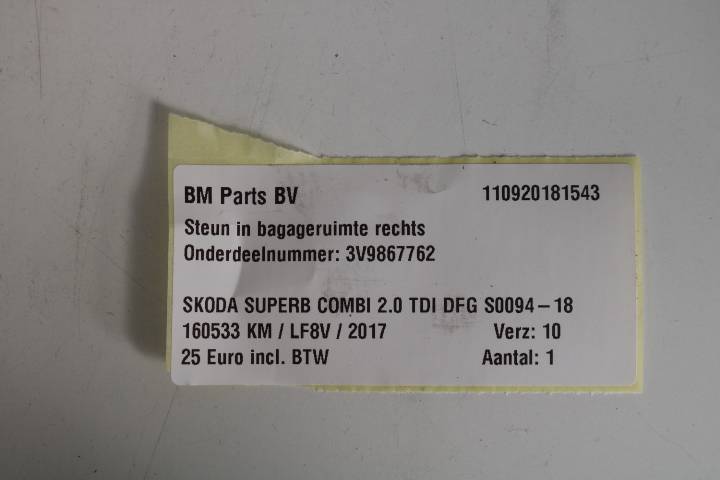 BM Parts BV 110920181543
Steun in bagageruimte rechts
Onderdeelnummer: 3V9867762
SKODA SUPERB COMBI 2.0 TDI DFG S0094-18
160533 KM / LF8V / 2017 Verz: 10
25 Euro incl. BTW Aantal: 1